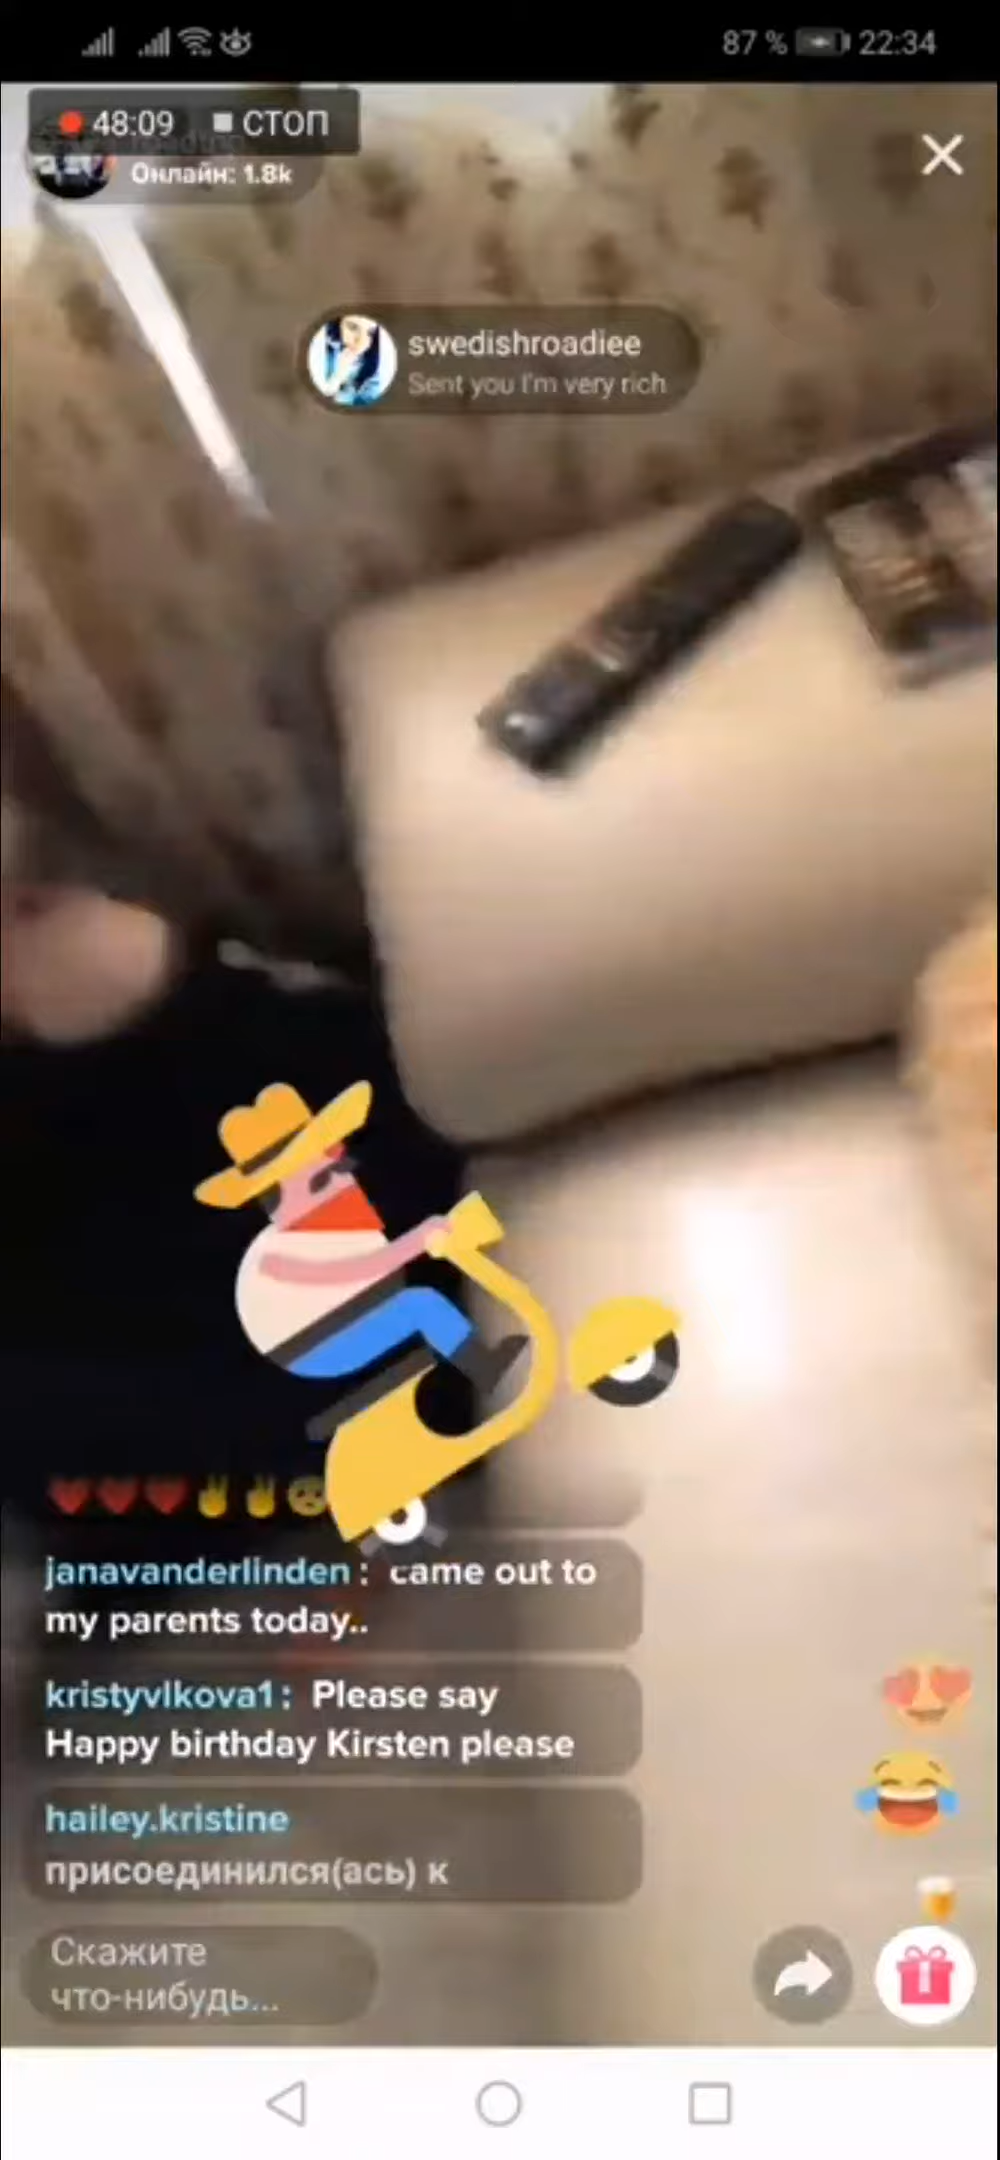 87 % 22:34
48:09 СТОП
Онлайн: 1.8k
swedishroadiee
Sent you I'm very rich
janavanderlinden : came out to
my parents today..
kristyvlkova1 : Please say
Happy birthday Kirsten please
hailey.kristine
присоединился(ась) к
Скажите
что-нибудь...